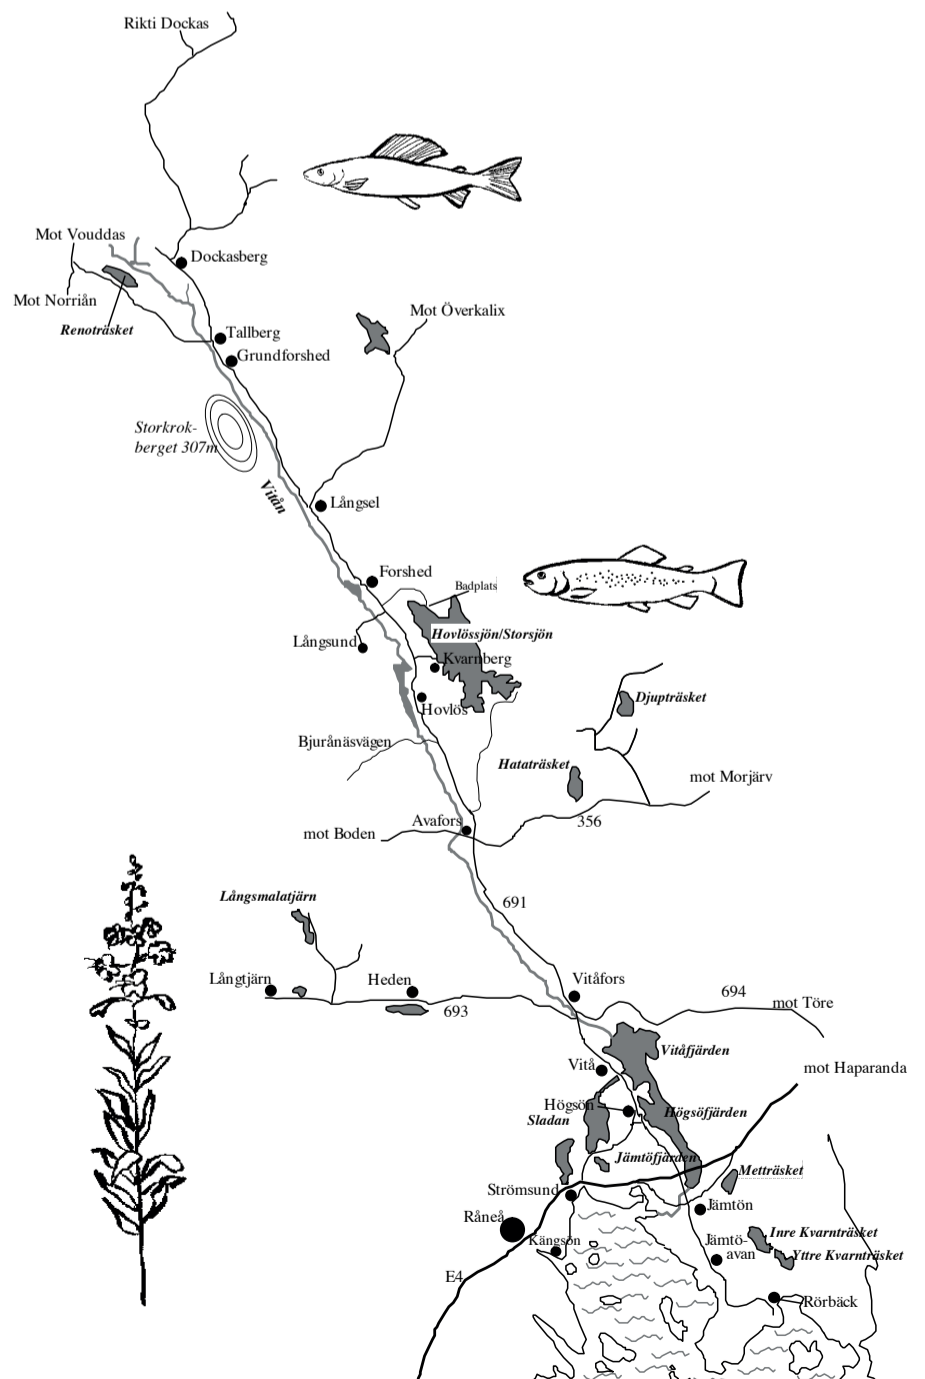 Rikti Dockas
Mot Vouddas
Dockasberg
Mot Norriån
Renoträsket
Mot Överkalix
Tallberg
Grundforshed
Storkrok-
berget 307m
Vitån
Långsel
Forshed
Badplats
Långsund
Hovlössjön/Storsjön
Kvarnberg
Djupträsket
Hovlös
Bjurånäsvägen
Hataträsket
mot Morjärv
356
Avafors
mot Boden
Långsmalatjärn
691
Långtjärn
Heden
Vitåfors
693
694
mot Töre
Vitåfjärden
Vitå
mot Haparanda
Högsön
Sladan
Högsöfjärden
Jämtöfjärden
Metträsket
Strömsund
Jämtön
Råneå
Kängsön
Jämtö-
avan
Inre Kvarnträsket
Yttre Kvarnträsket
E4
Rörbäck